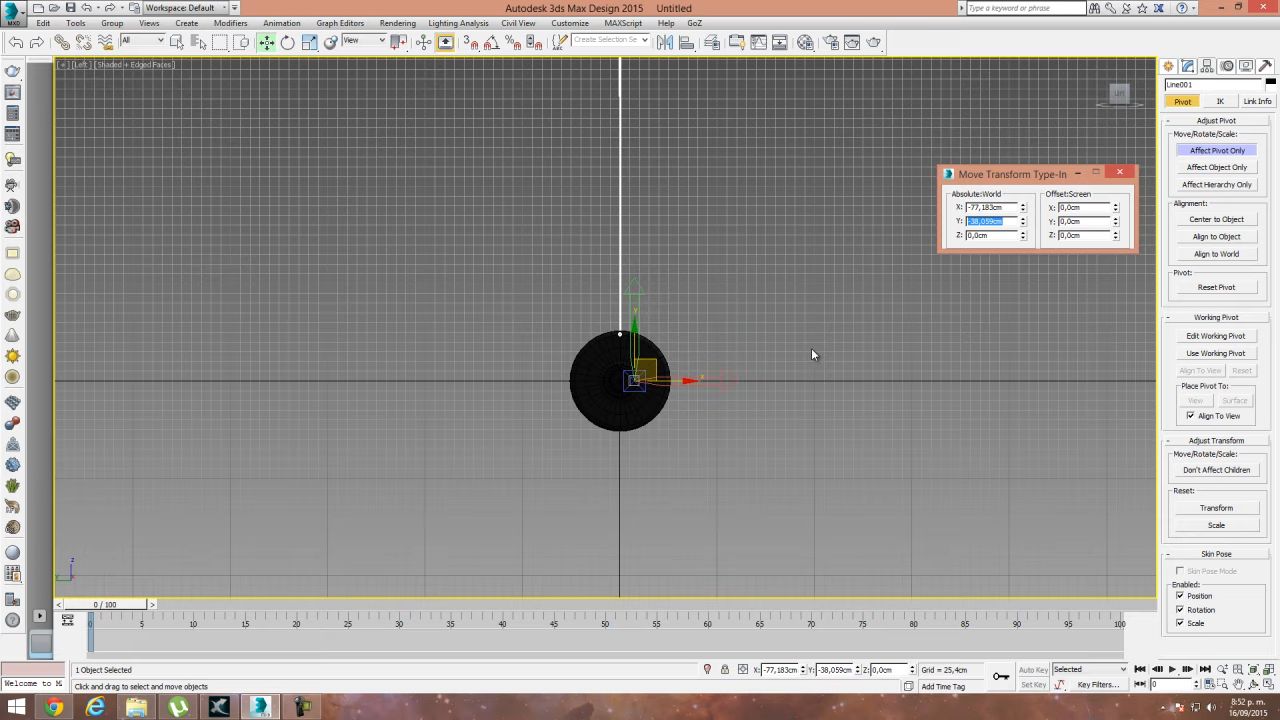 Workspace: Default
Autodesk 3ds Max Design 2015 Untitled
Type a keyword or phrase
Edit Tools Group Views Create Modifiers Animation Graph Editors Rendering Lighting Analysis Civil View Customize MAXScript Help GoZ
All View Create Selection Se
[+] [Left] [Shaded + Edged Faces]
Line001
Pivot IK Link Info
- Adjust Pivot
Move/Rotate/Scale:
Affect Pivot Only
Affect Object Only
Affect Hierarchy Only
Alignment:
Center to Object
Align to Object
Align to World
Pivot:
Reset Pivot
- Working Pivot
Edit Working Pivot
Use Working Pivot
Align To View Reset
Place Pivot To:
View Surface
Align To View
- Adjust Transform
Move/Rotate/Scale:
Don't Affect Children
Reset:
Transform
Scale
- Skin Pose
Skin Pose Mode
Enabled:
Position
Rotation
Scale
Move Transform Type-In
Absolute:World Offset:Screen
X: -77,183cm X: 0,0cm
Y: -38,059cm Y: 0,0cm
Z: 0,0cm Z: 0,0cm
y
x
z
x
< 0 / 100 >
0 5 10 15 20 25 30 35 40 45 50 55 60 65 70 75 80 85 90 95 100
1 Object Selected X: -77,183cm Y: -38,059cm Z: 0,0cm Grid = 25,4cm Auto Key Selected
Welcome to M Click and drag to select and move objects Add Time Tag Set Key Key Filters... 0
8:52 p. m.
16/09/2015